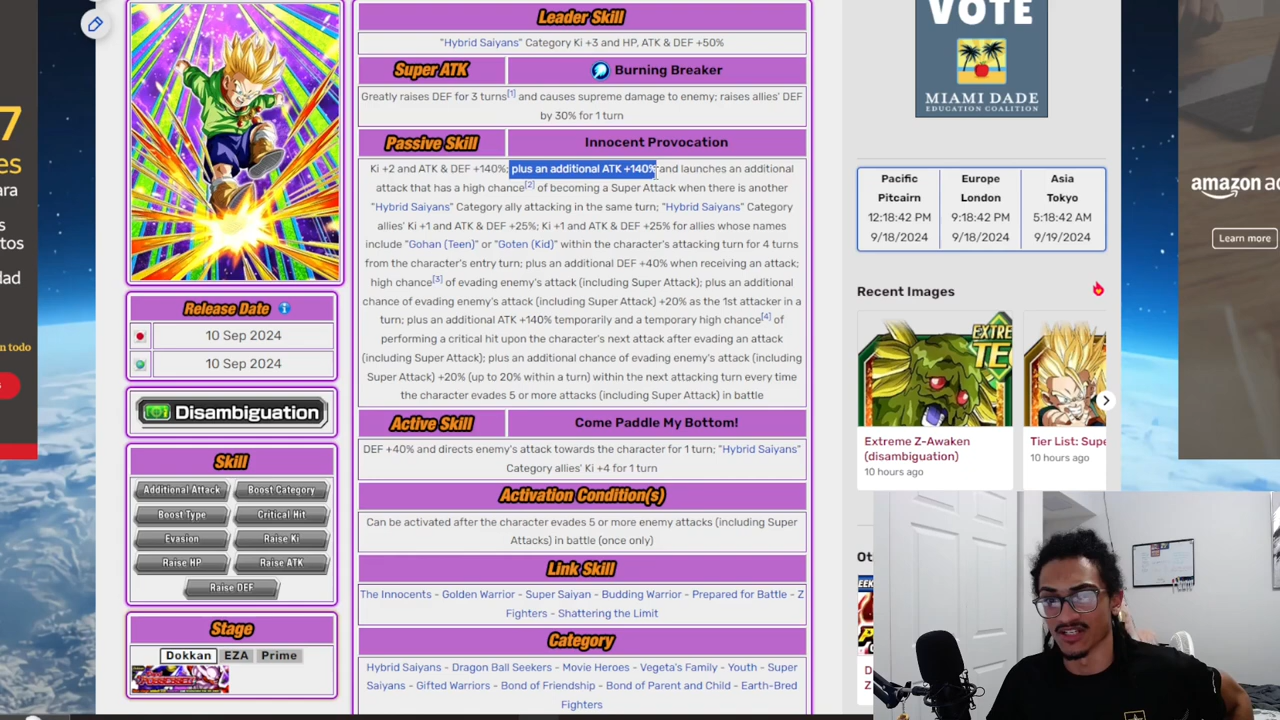 Leader Skill
"Hybrid Saiyans" Category Ki +3 and HP, ATK & DEF +50%
Super ATK
Burning Breaker
Greatly raises DEF for 3 turns[1] and causes supreme damage to enemy; raises allies' DEF
by 30% for 1 turn
Passive Skill
Innocent Provocation
Ki +2 and ATK & DEF +140%; plus an additional ATK +140% and launches an additional
attack that has a high chance[2] of becoming a Super Attack when there is another
"Hybrid Saiyans" Category ally attacking in the same turn; "Hybrid Saiyans" Category
allies' Ki +1 and ATK & DEF +25%; Ki +1 and ATK & DEF +25% for allies whose names
include "Gohan (Teen)" or "Goten (Kid)" within the character's attacking turn for 4 turns
from the character's entry turn; plus an additional DEF +40% when receiving an attack;
high chance[3] of evading enemy's attack (including Super Attack); plus an additional
chance of evading enemy's attack (including Super Attack) +20% as the 1st attacker in a
turn; plus an additional ATK +140% temporarily and a temporary high chance[4] of
performing a critical hit upon the character's next attack after evading an attack
(including Super Attack); plus an additional chance of evading enemy's attack (including
Super Attack) +20% (up to 20% within a turn) within the next attacking turn every time
the character evades 5 or more attacks (including Super Attack) in battle
Active Skill
Come Paddle My Bottom!
DEF +40% and directs enemy's attack towards the character for 1 turn; "Hybrid Saiyans"
Category allies' Ki +4 for 1 turn
Activation Condition(s)
Can be activated after the character evades 5 or more enemy attacks (including Super
Attacks) in battle (once only)
Link Skill
The Innocents - Golden Warrior - Super Saiyan - Budding Warrior - Prepared for Battle - Z
Fighters - Shattering the Limit
Category
Hybrid Saiyans - Dragon Ball Seekers - Movie Heroes - Vegeta's Family - Youth - Super
Saiyans - Gifted Warriors - Bond of Friendship - Bond of Parent and Child - Earth-Bred
Fighters
Release Date
10 Sep 2024
10 Sep 2024
Disambiguation
Skill
Additional Attack
Boost Category
Boost Type
Critical Hit
Evasion
Raise Ki
Raise HP
Raise ATK
Raise DEF
Stage
Dokkan
EZA
Prime
VOTE
MIAMI DADE
EDUCATION COALITION
Pacific
Pitcairn
12:18:42 PM
9/18/2024
Europe
London
9:18:42 PM
9/18/2024
Asia
Tokyo
5:18:42 AM
9/19/2024
Recent Images
EXTRE
TE
Extreme Z-Awaken
(disambiguation)
10 hours ago
Tier List: Supe
10 hours ago
Ot
D
Z
7
es
ara
s
tos
idad
n todo
amazon ad
Learn more